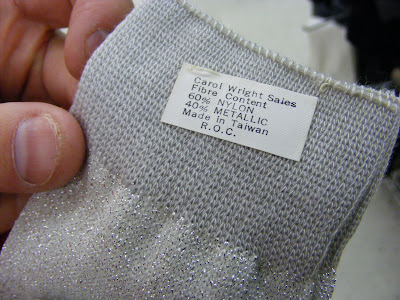 Carol Wright Sales
Fibre Content
60% NYLON
40% METALLIC
Made in Taiwan
R.O.C.